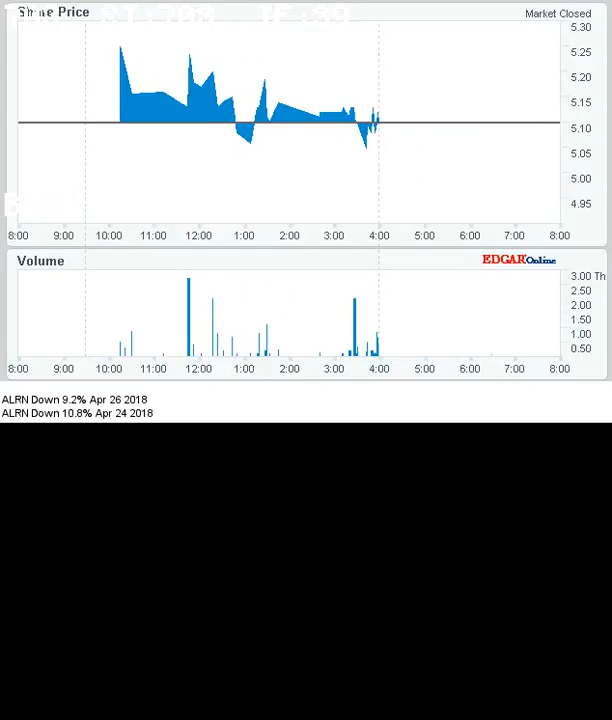 Share Price
Market Closed
5.30
5.25
5.20
5.15
5.10
5.05
5.00
4.95
8:00 9:00 10:00 11:00 12:00 1:00 2:00 3:00 4:00 5:00 6:00 7:00 8:00
Volume
EDGAROnline
3.00 Th
2.50
2.00
1.50
1.00
0.50
8:00 9:00 10:00 11:00 12:00 1:00 2:00 3:00 4:00 5:00 6:00 7:00 8:00
ALRN Down 9.2% Apr 26 2018
ALRN Down 10.8% Apr 24 2018